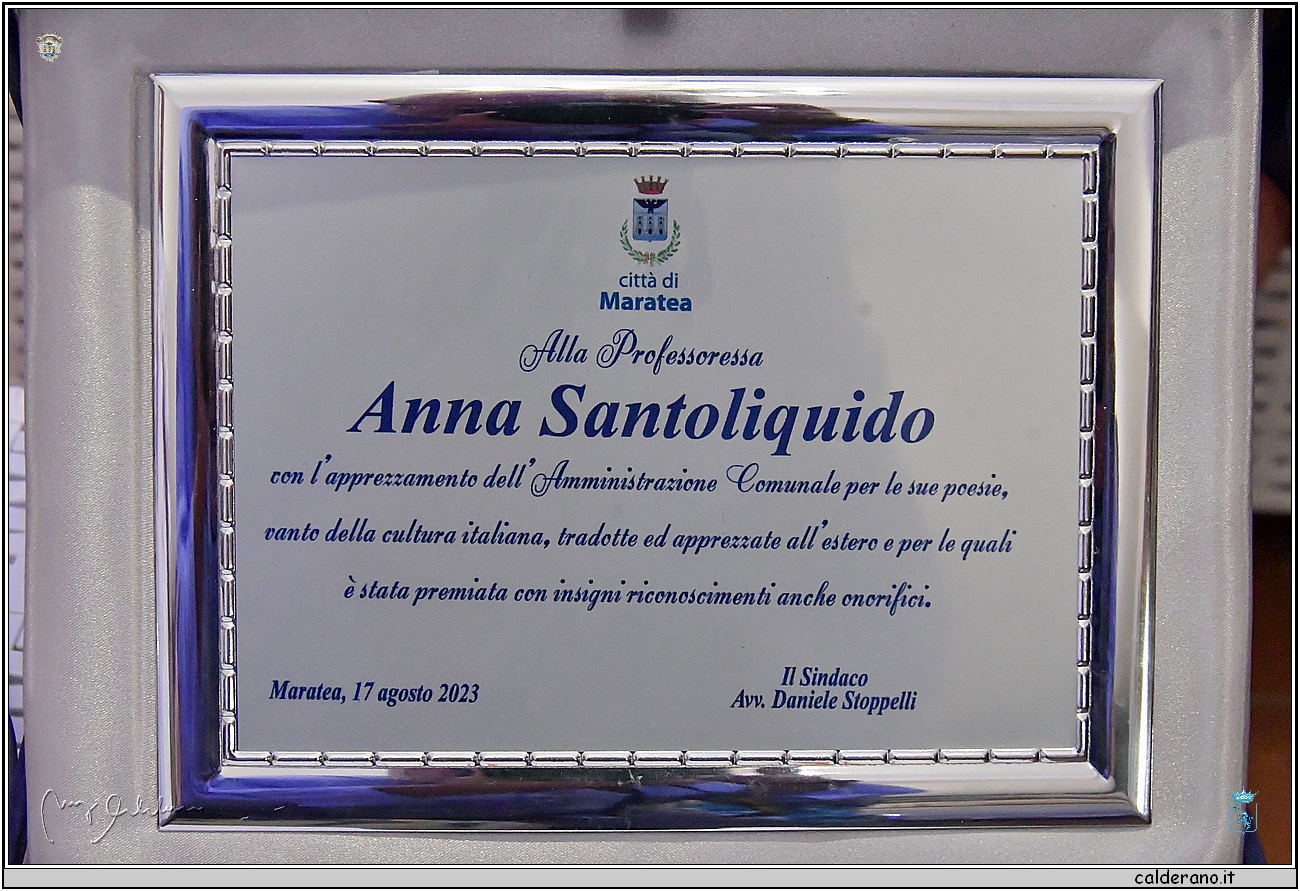 città di
Maratea
Alla Professoressa
Anna Santoliquido
con l'apprezzamento dell'Amministrazione Comunale per le sue poesie,
vanto della cultura italiana, tradotte ed apprezzate all'estero e per le quali
è stata premiata con insigni riconoscimenti anche onorifici.
Maratea, 17 agosto 2023
Il Sindaco
Avv. Daniele Stoppelli
calderano.it